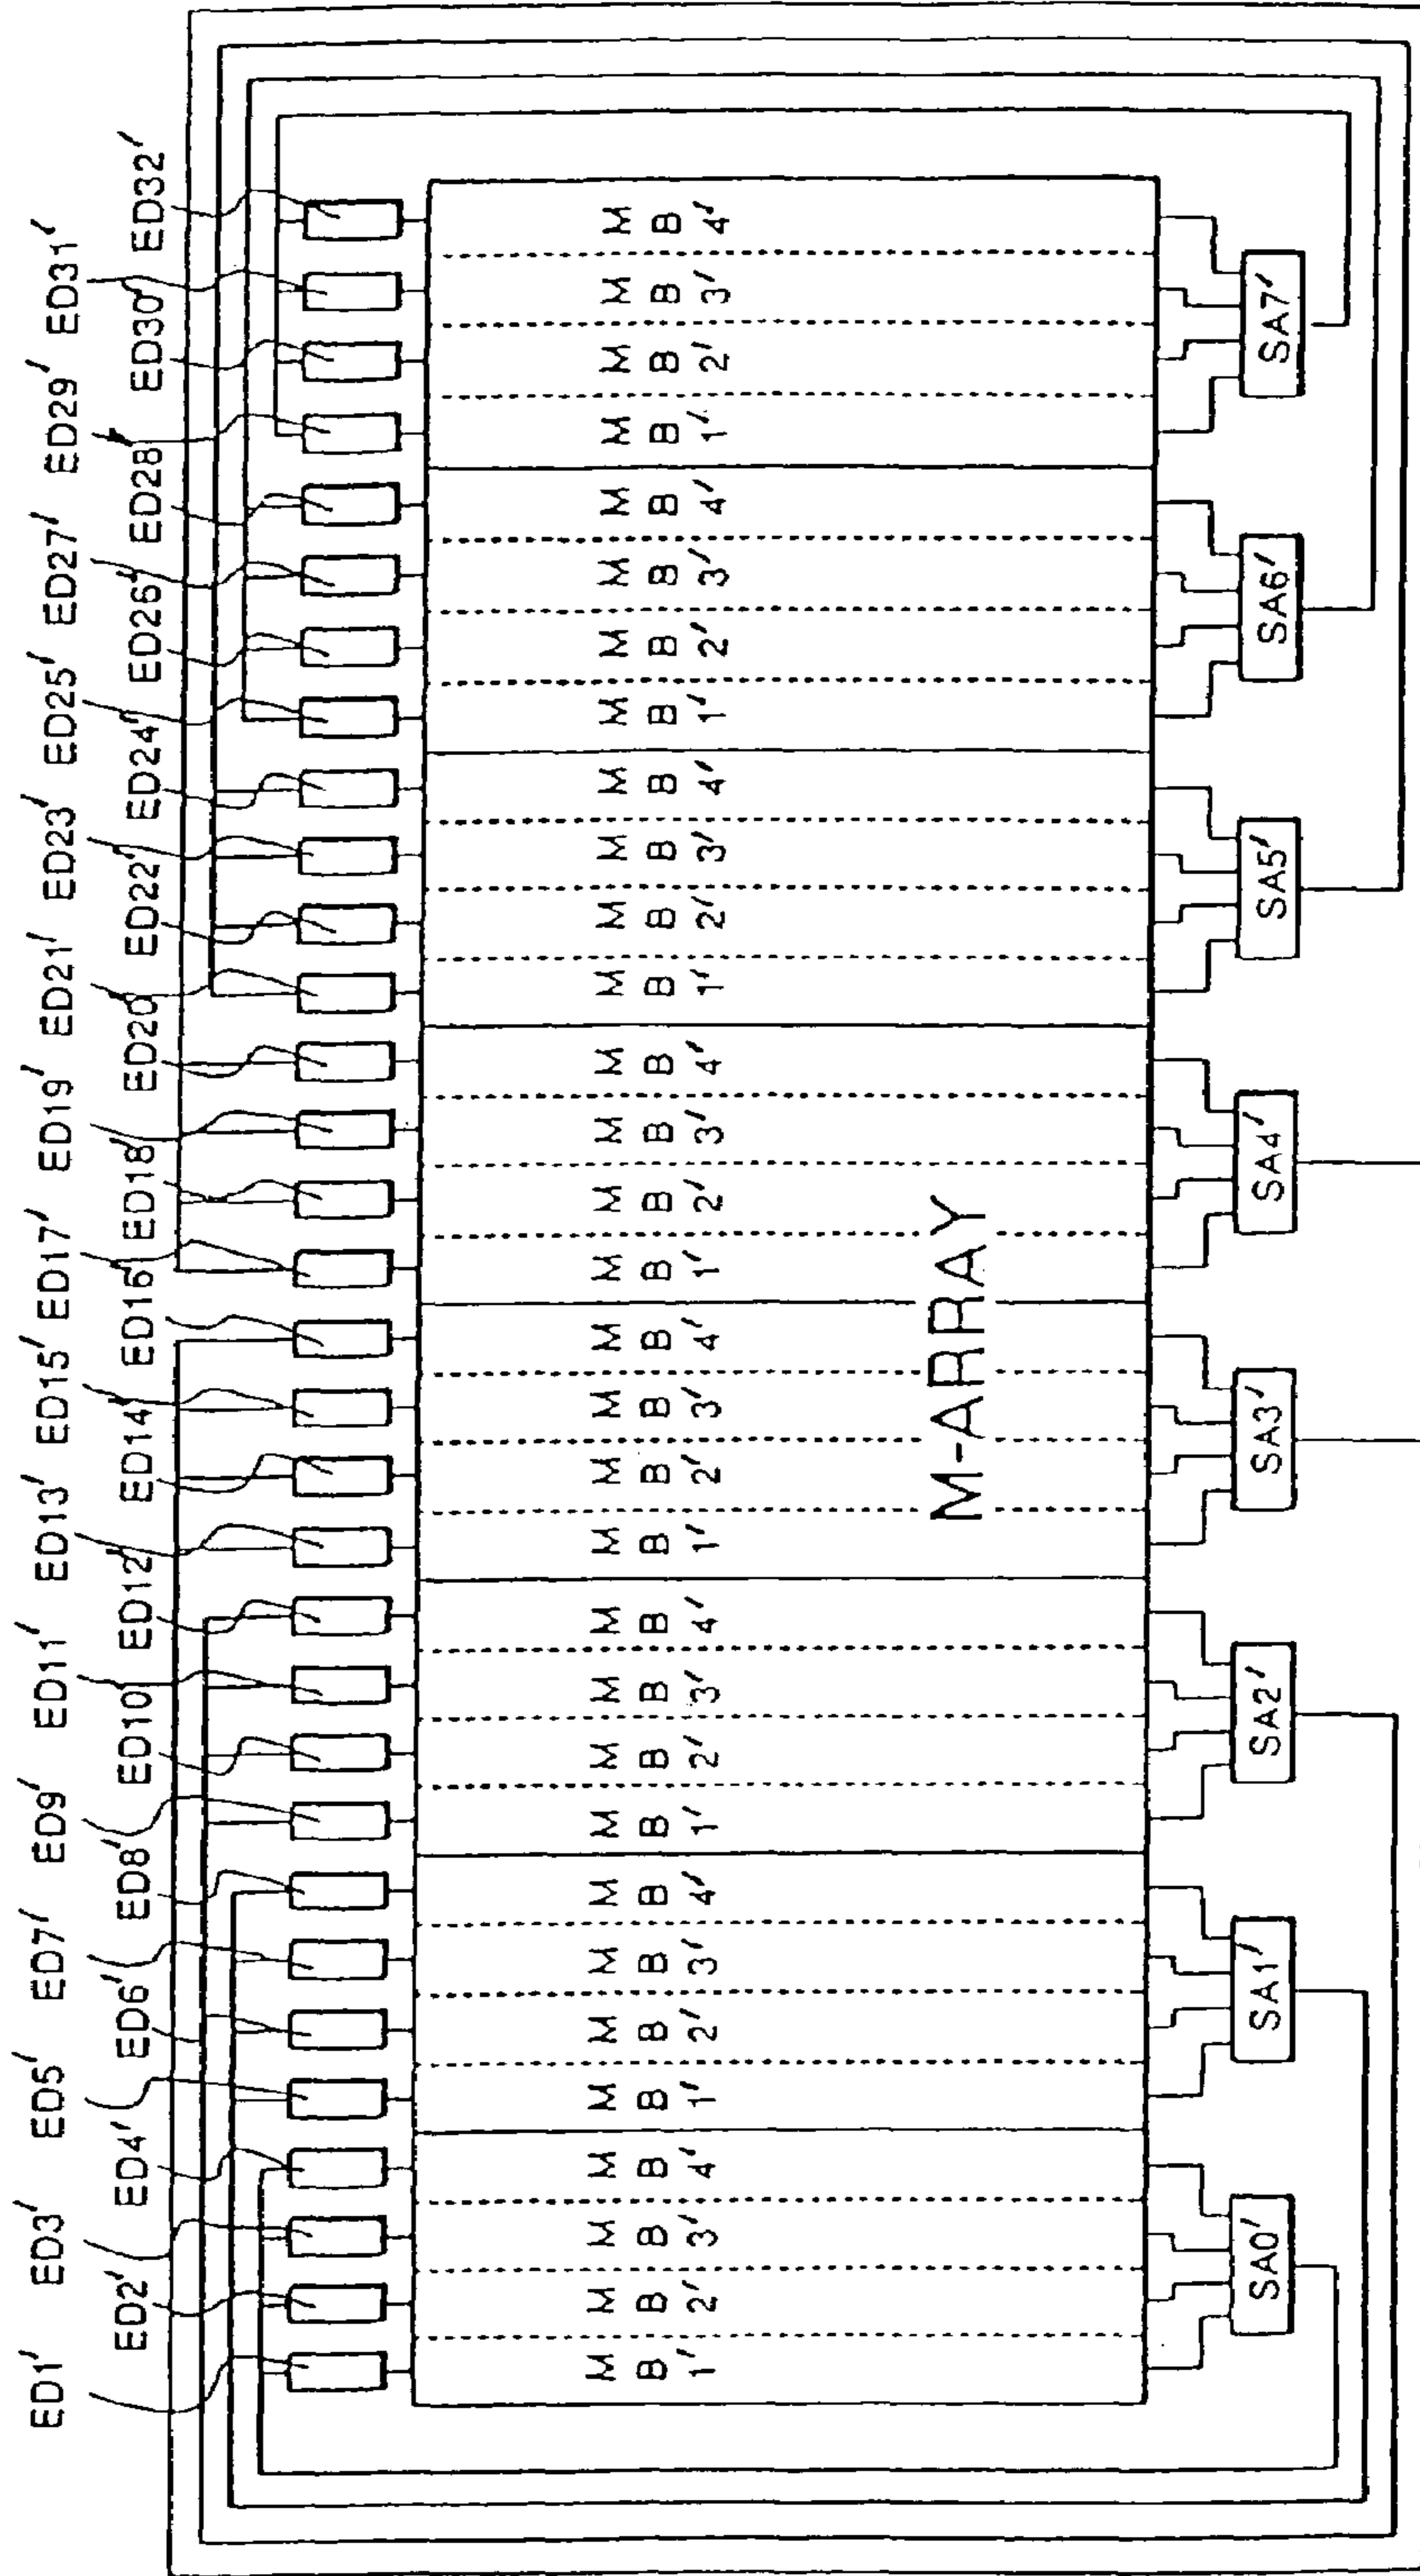 ED1' ED3' ED5' ED7' ED9' ED11' ED13' ED15' ED17' ED19' ED21' ED23' ED25' ED27' ED29' ED31'
ED2' ED4' ED6' ED8' ED10' ED12' ED14' ED16' ED18' ED20' ED22' ED24' ED26' ED28' ED30' ED32'
MB1' MB2' MB3' MB4' MB1' MB2' MB3' MB4' MB1' MB2' MB3' MB4' MB1' MB2' MB3' MB4' MB1' MB2' MB3' MB4' MB1' MB2' MB3' MB4' MB1' MB2' MB3' MB4' MB1' MB2' MB3' MB4'
M-ARRAY
SA0' SA1' SA2' SA3' SA4' SA5' SA6' SA7'